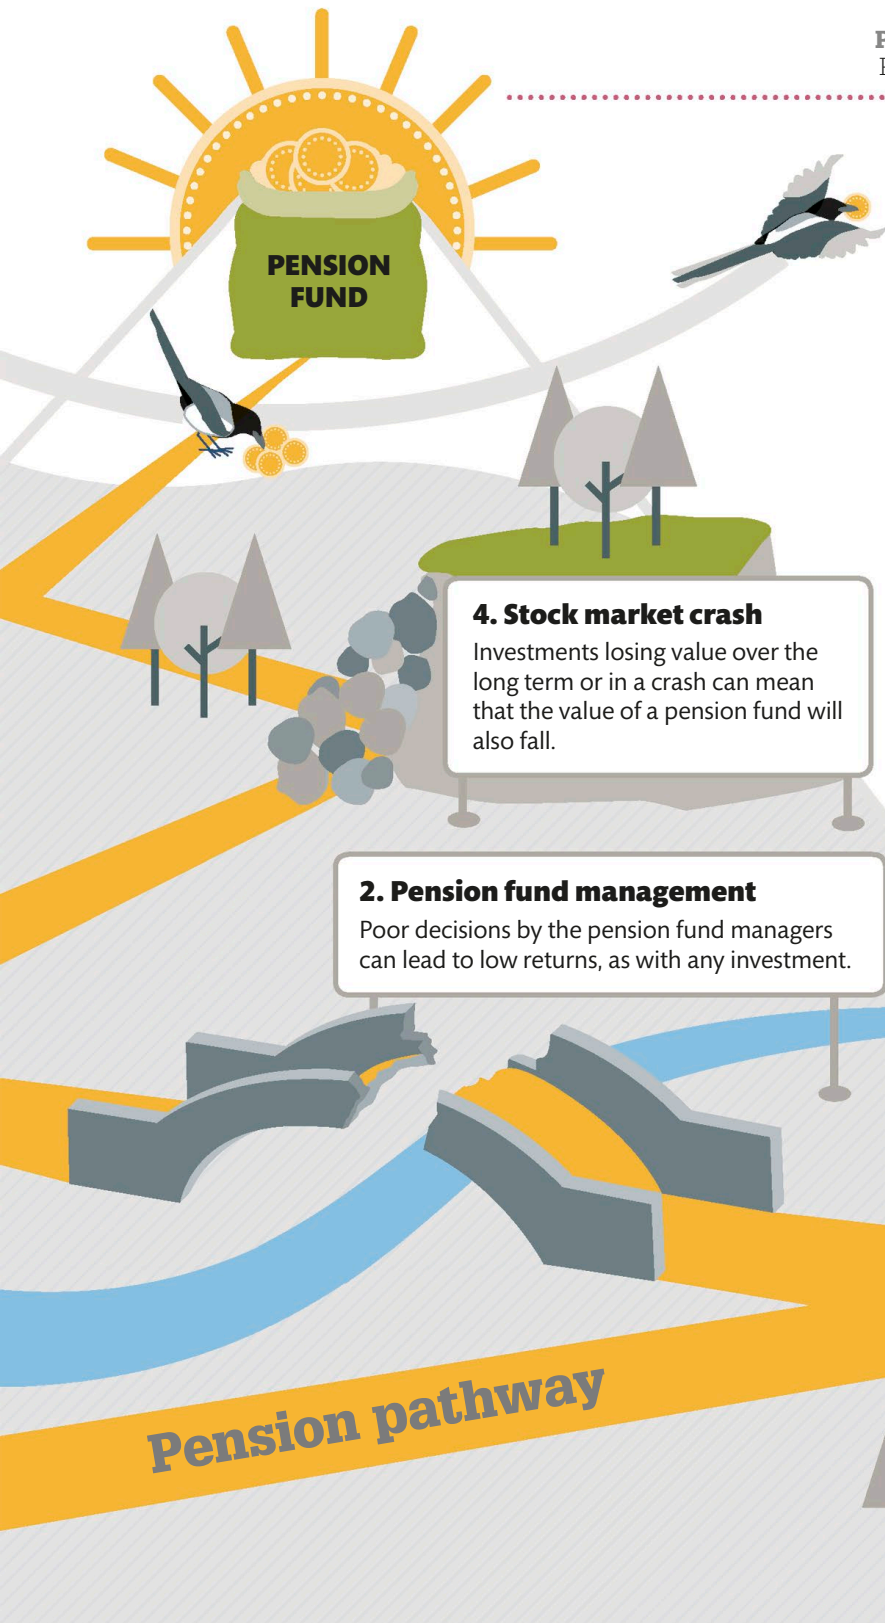 PENSION
FUND
4. Stock market crash
Investments losing value over the
long term or in a crash can mean
that the value of a pension fund will
also fall.
2. Pension fund management
Poor decisions by the pension fund managers
can lead to low returns, as with any investment.
Pension pathway